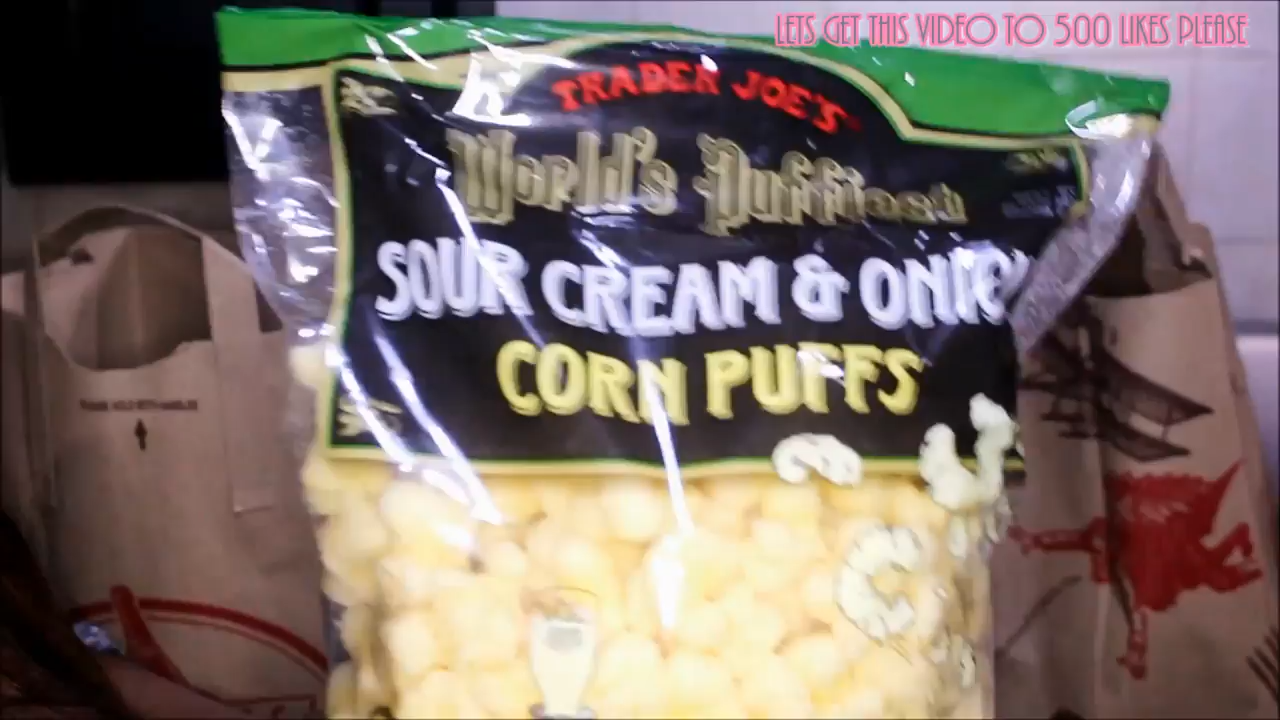 LETS GET THIS VIDEO TO 500 LIKES PLEASE
TRADER JOE'S
World's Puffiest
SOUR CREAM & ONION
CORN PUFFS